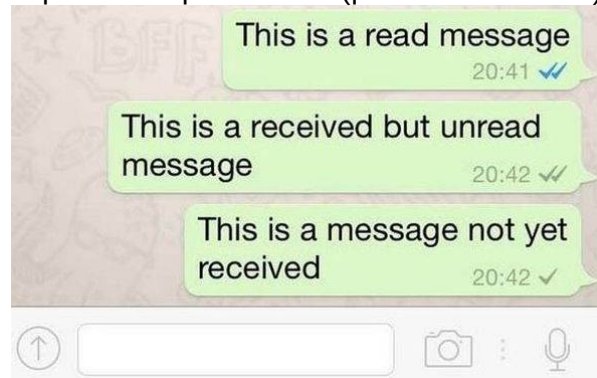 This is a read message
20:41
This is a received but unread
message
20:42
This is a message not yet
received
20:42
BFF